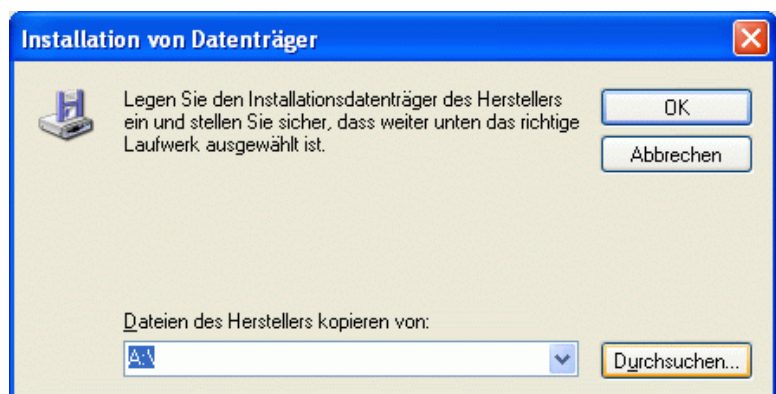 Installation von Datenträger
Legen Sie den Installationsdatenträger des Herstellers
ein und stellen Sie sicher, dass weiter unten das richtige
Laufwerk ausgewählt ist.
OK
Abbrechen
Dateien des Herstellers kopieren von:
A:\
Durchsuchen...